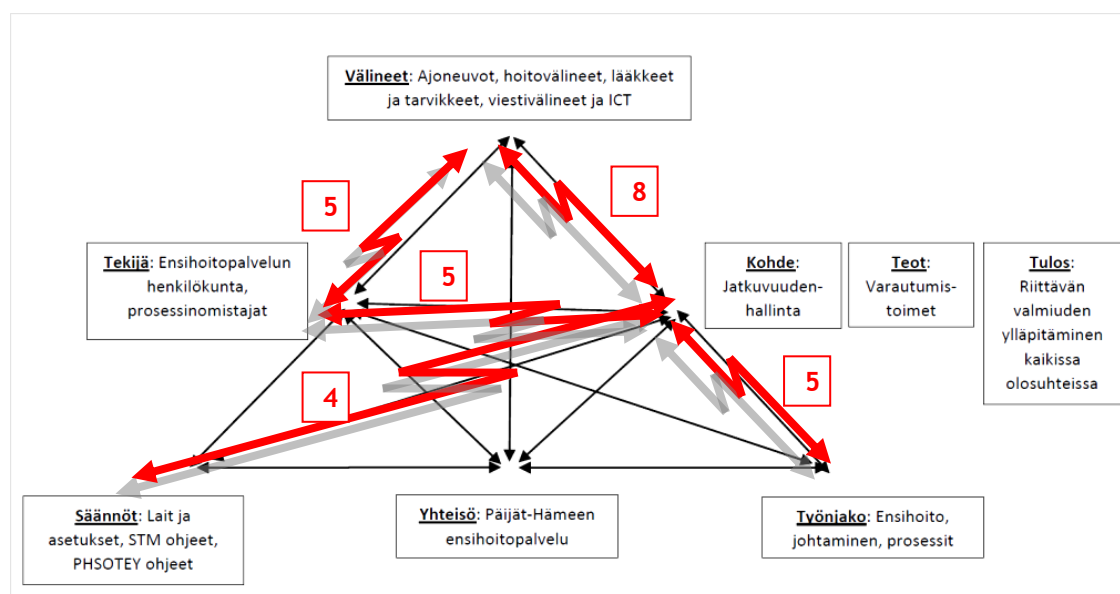 Välineet: Ajoneuvot, hoitovälineet, lääkkeet
ja tarvikkeet, viestivälineet ja ICT
5
8
Tekijä: Ensihoitopalvelun
henkilökunta,
prosessinomistajat
5
Kohde:
Jatkuvuuden-
hallinta
Teot:
Varautumis-
toimet
Tulos:
Riittävän
valmiuden
ylläpitäminen
kaikissa
olosuhteissa
4
5
Säännöt: Lait ja
asetukset, STM ohjeet,
PHSOTEY ohjeet
Yhteisö: Päijät-Hämeen
ensihoitopalvelu
Työnjako: Ensihoito,
johtaminen, prosessit